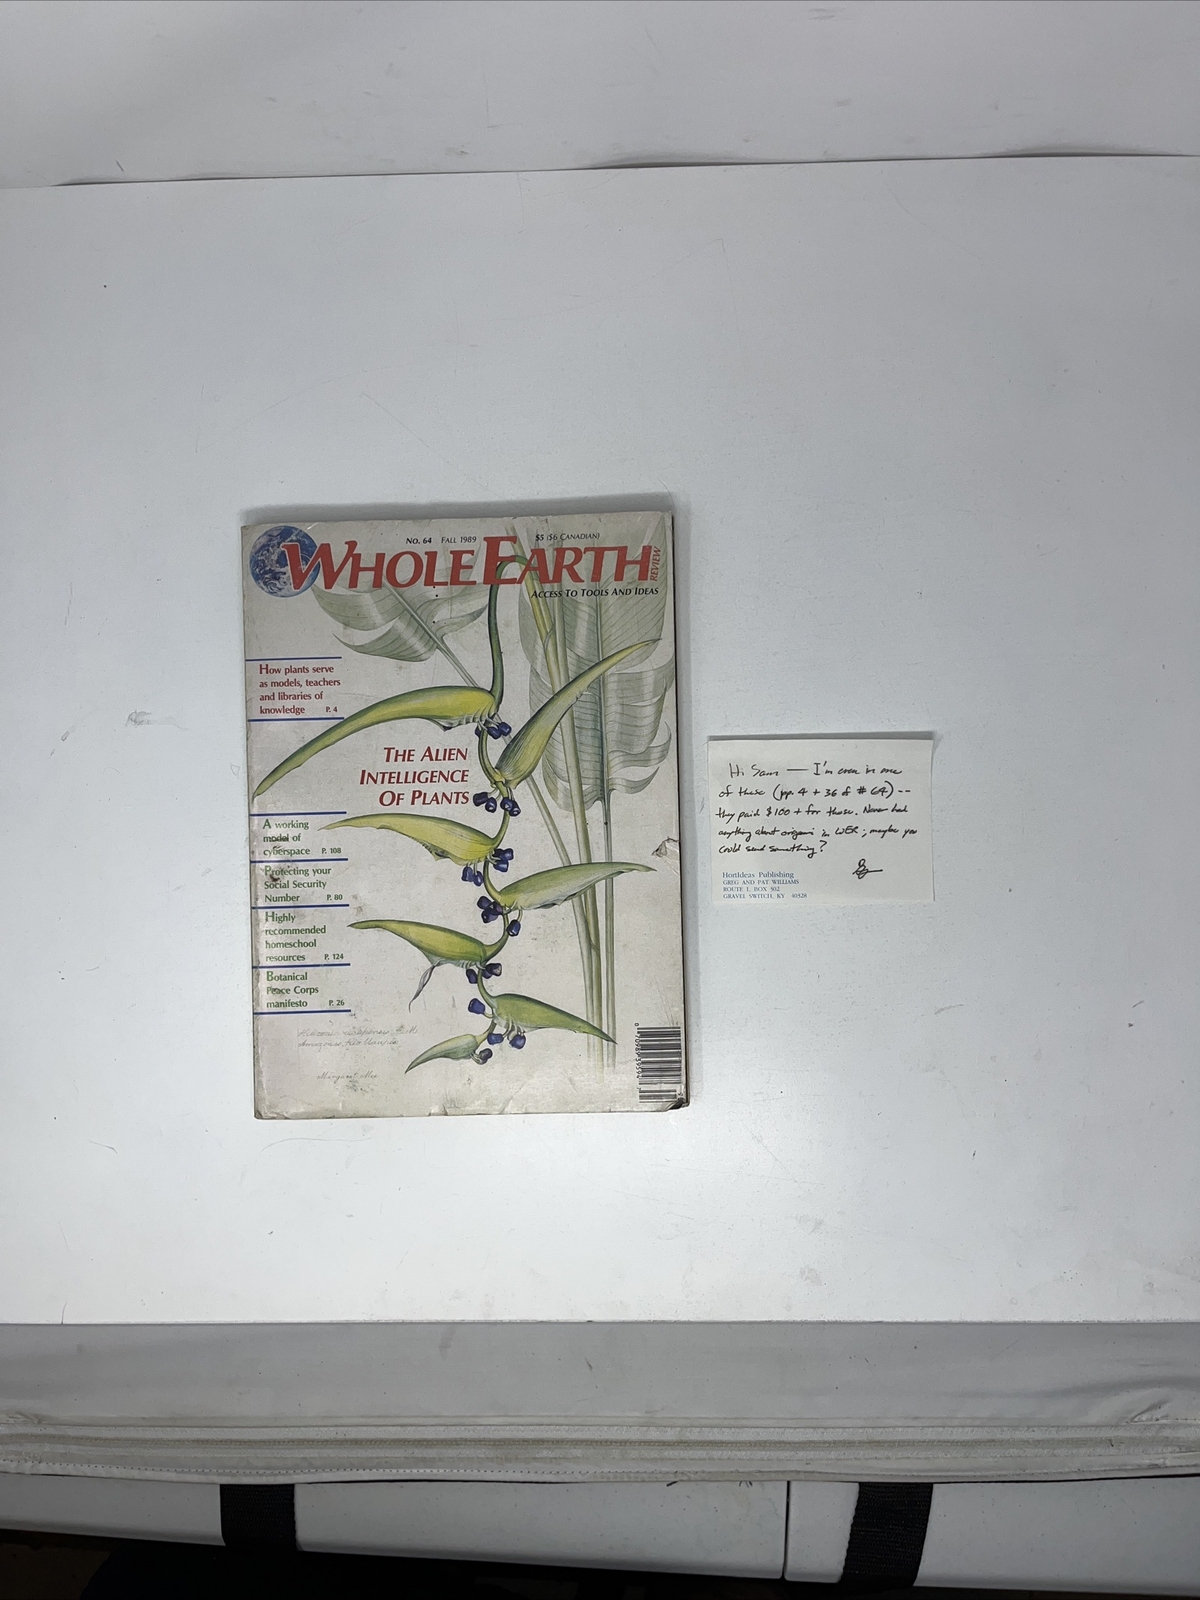 No. 64 Fall 1989 $5 ($6 Canadian)
Whole Earth
Review
Access To Tools And Ideas
How plants serve
as models, teachers
and libraries of
knowledge P. 4
The Alien
Intelligence
Of Plants
A working
model of
cyberspace P. 108
Protecting your
Social Security
Number P. 80
Highly
recommended
homeschool
resources P. 124
Botanical
Peace Corps
manifesto P. 26
Margaret Mee
Hi Sam — I'm even in one
of these (pp. 4 + 36 of # 64) --
they paid $100 + for those. Never had
anything about origami in WER; maybe you
could send something?
HortIdeas Publishing
GREG AND PAT WILLIAMS
ROUTE 1, BOX 302
GRAVEL SWITCH, KY 40328